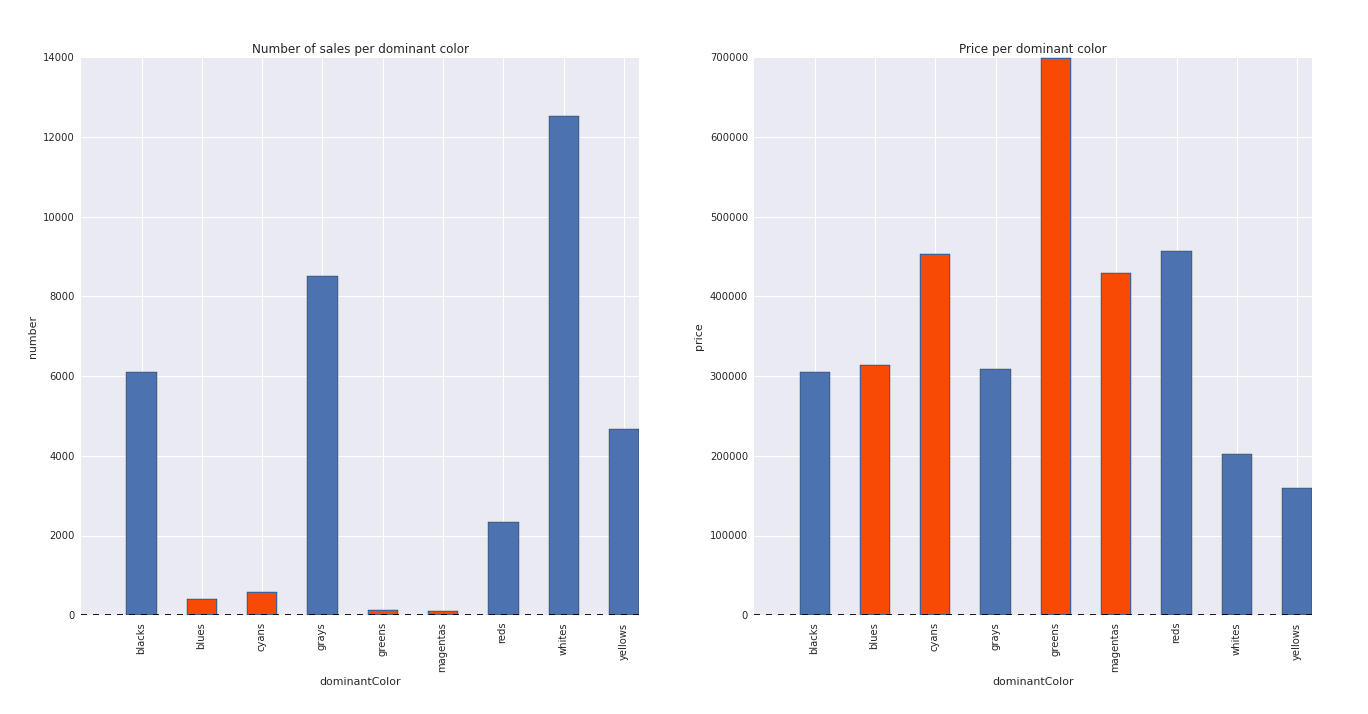 Number of sales per dominant color
14000
12000
10000
8000
6000
4000
2000
0
number
blacks
blues
cyans
grays
greens
magentas
reds
whites
yellows
dominantColor
Price per dominant color
700000
600000
500000
400000
300000
200000
100000
0
price
blacks
blues
cyans
grays
greens
magentas
reds
whites
yellows
dominantColor